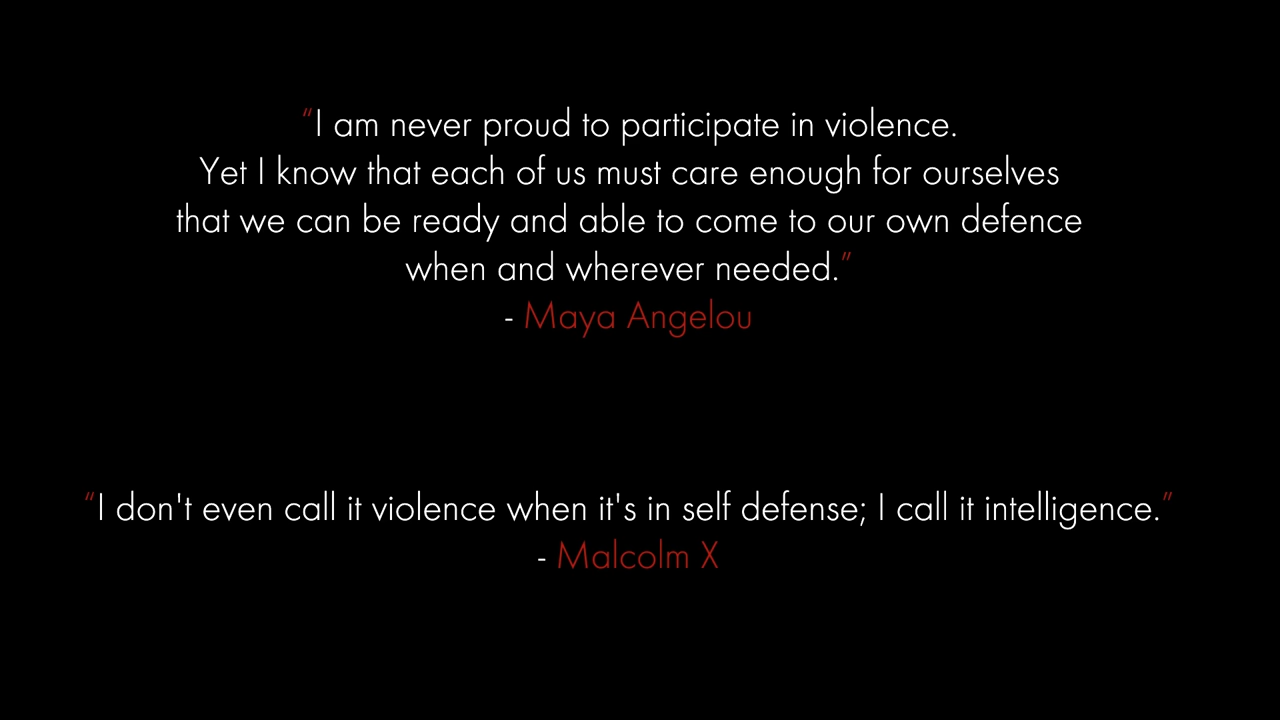 “I am never proud to participate in violence.
Yet I know that each of us must care enough for ourselves
that we can be ready and able to come to our own defence
when and wherever needed.”
- Maya Angelou
“I don't even call it violence when it's in self defense; I call it intelligence.”
- Malcolm X